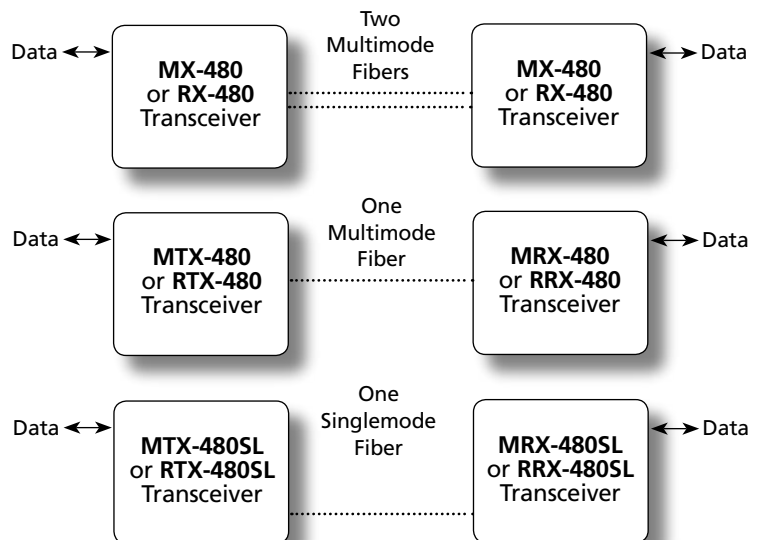 Two
Multimode
Fibers
Data
MX-480
or RX-480
Transceiver
MX-480
or RX-480
Transceiver
Data
One
Multimode
Fiber
Data
MTX-480
or RTX-480
Transceiver
MRX-480
or RRX-480
Transceiver
Data
One
Singlemode
Fiber
Data
MTX-480SL
or RTX-480SL
Transceiver
MRX-480SL
or RRX-480SL
Transceiver
Data